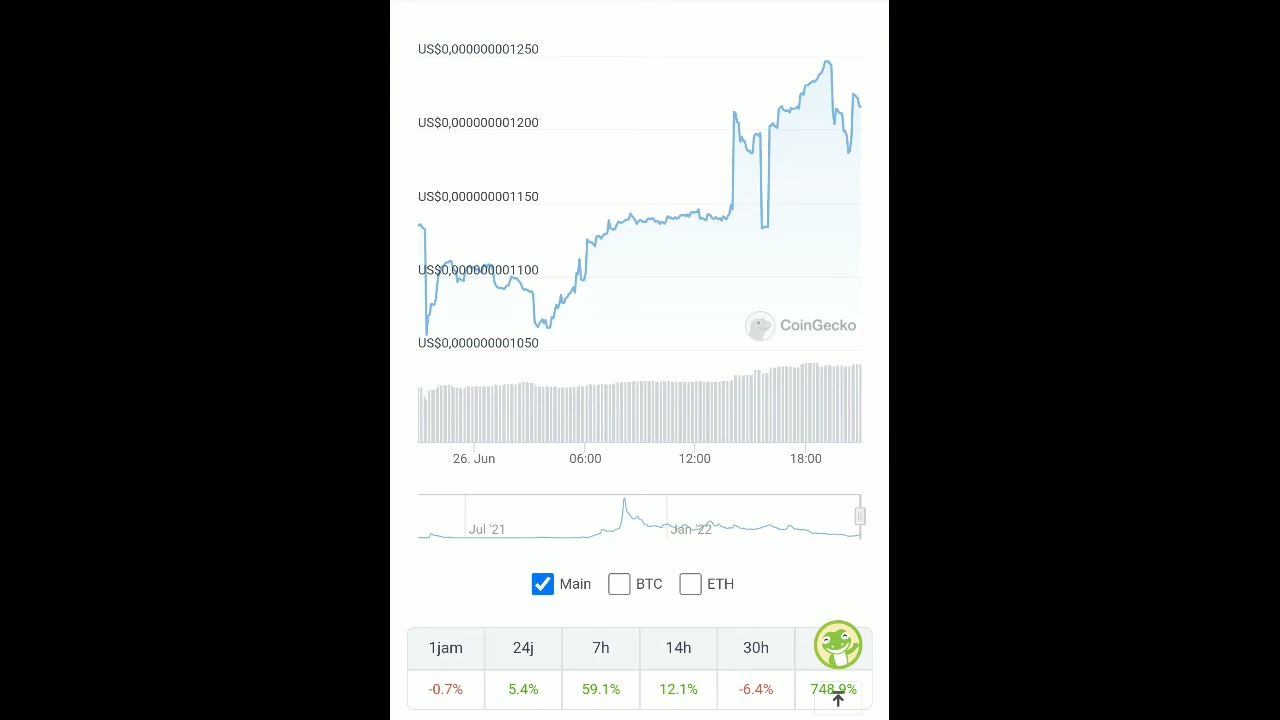 US$0,000000001250
US$0,000000001200
US$0,000000001150
US$0,000000001100
CoinGecko
US$0,000000001050
26. Jun 06:00 12:00 18:00
Jul '21 Jan '22
Main BTC ETH
1jam 24j 7h 14h 30h
-0.7% 5.4% 59.1% 12.1% -6.4% 748.9%